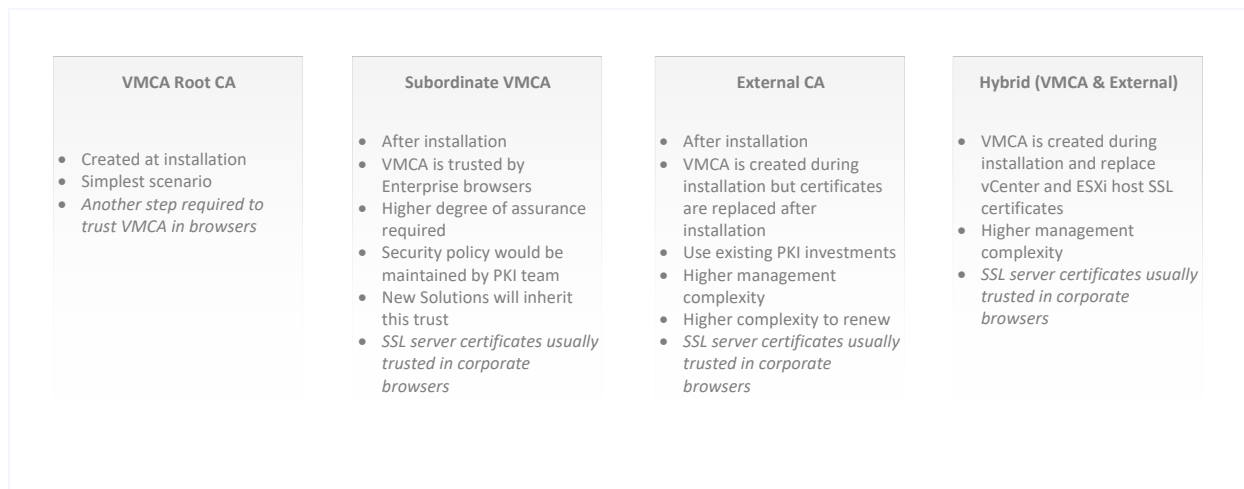 VMCA Root CA
• Created at installation
• Simplest scenario
• Another step required to
trust VMCA in browsers
Subordinate VMCA
• After installation
• VMCA is trusted by
Enterprise browsers
• Higher degree of assurance
required
• Security policy would be
maintained by PKI team
• New Solutions will inherit
this trust
• SSL server certificates usually
trusted in corporate
browsers
External CA
• After installation
• VMCA is created during
installation but certificates
are replaced after
installation
• Use existing PKI investments
• Higher management
complexity
• Higher complexity to renew
• SSL server certificates usually
trusted in corporate
browsers
Hybrid (VMCA & External)
• VMCA is created during
installation and replace
vCenter and ESXi host SSL
certificates
• Higher management
complexity
• SSL server certificates usually
trusted in corporate
browsers